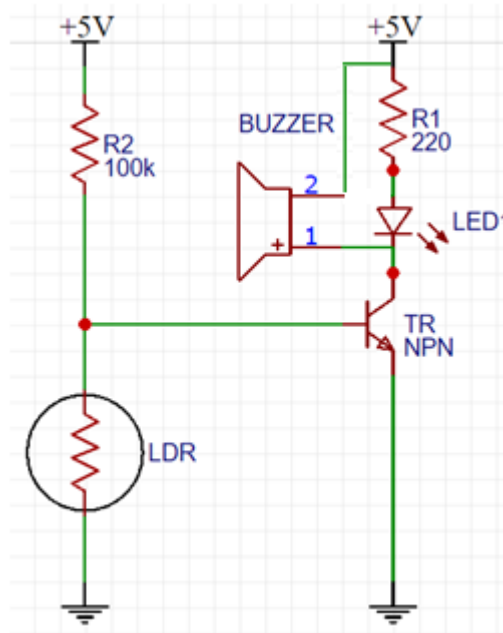 +5V
+5V
R2
100k
BUZZER
R1
220
2
1
+
LED1
TR
NPN
LDR